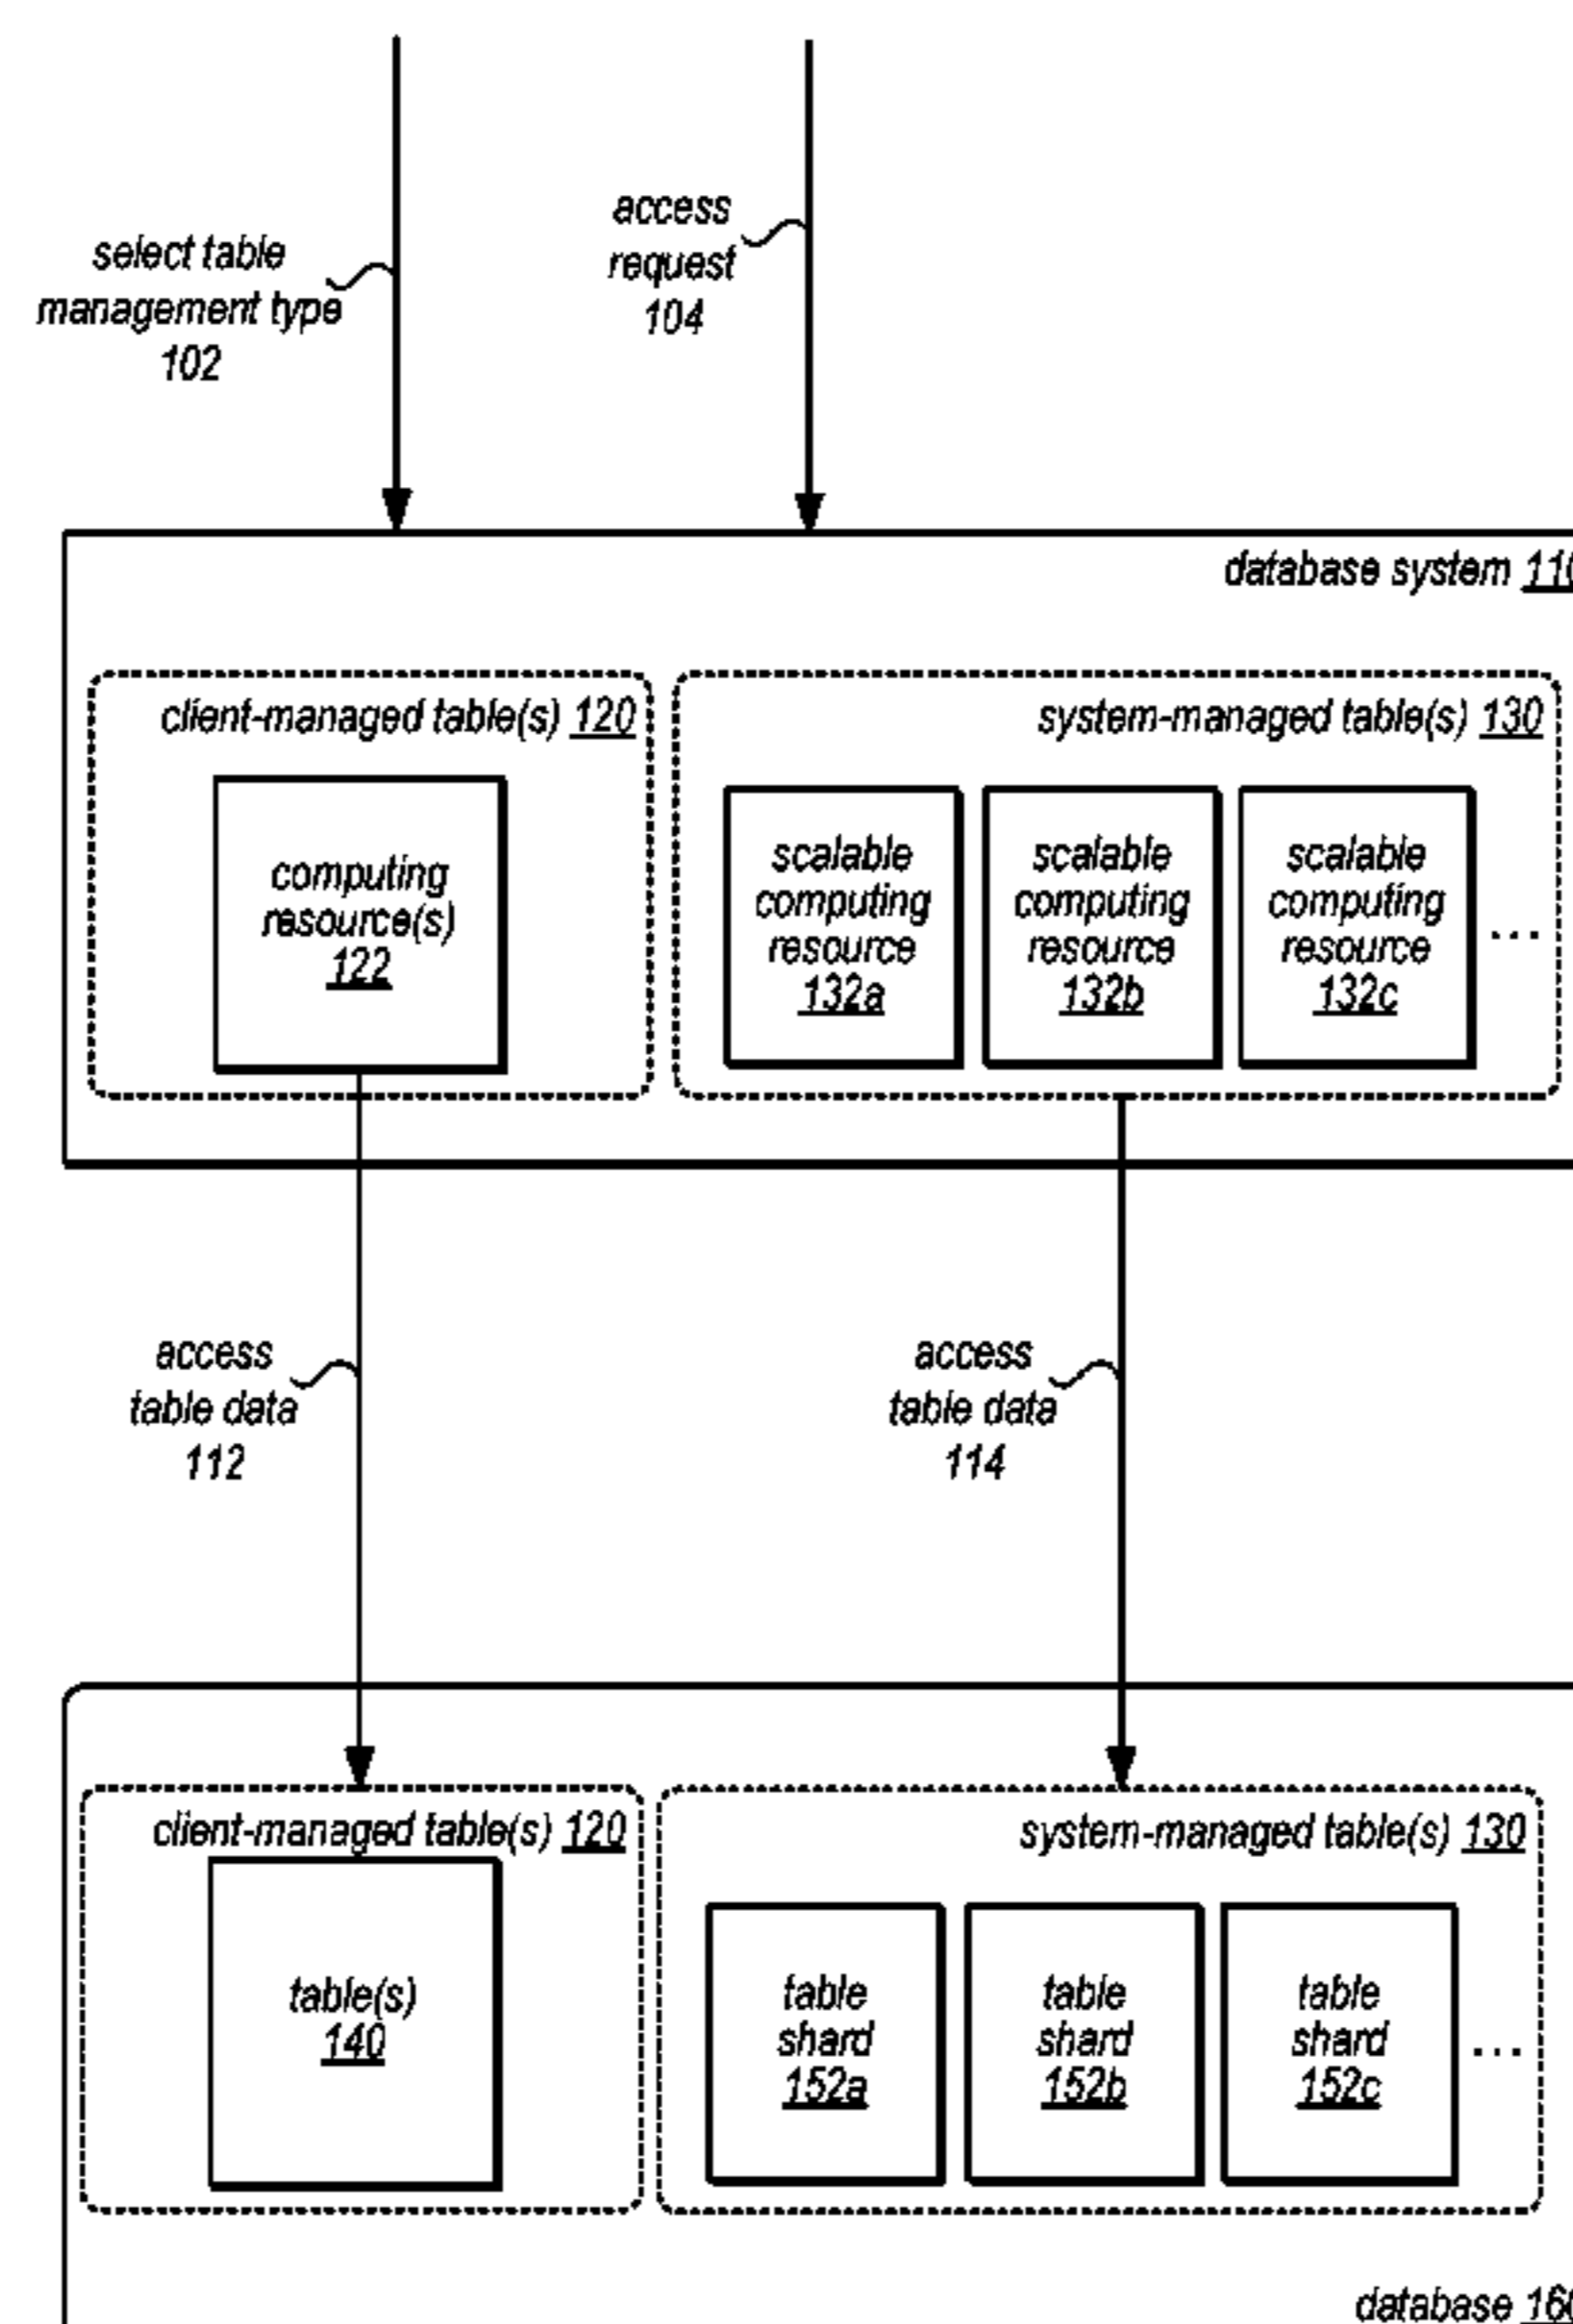 select table
management type
102
access
request
104
database system 110
client-managed table(s) 120
computing
resource(s)
122
system-managed table(s) 130
scalable
computing
resource
132a
scalable
computing
resource
132b
scalable
computing
resource
132c
...
access
table data
112
access
table data
114
client-managed table(s) 120
table(s)
140
system-managed table(s) 130
table
shard
152a
table
shard
152b
table
shard
152c
...
database 160